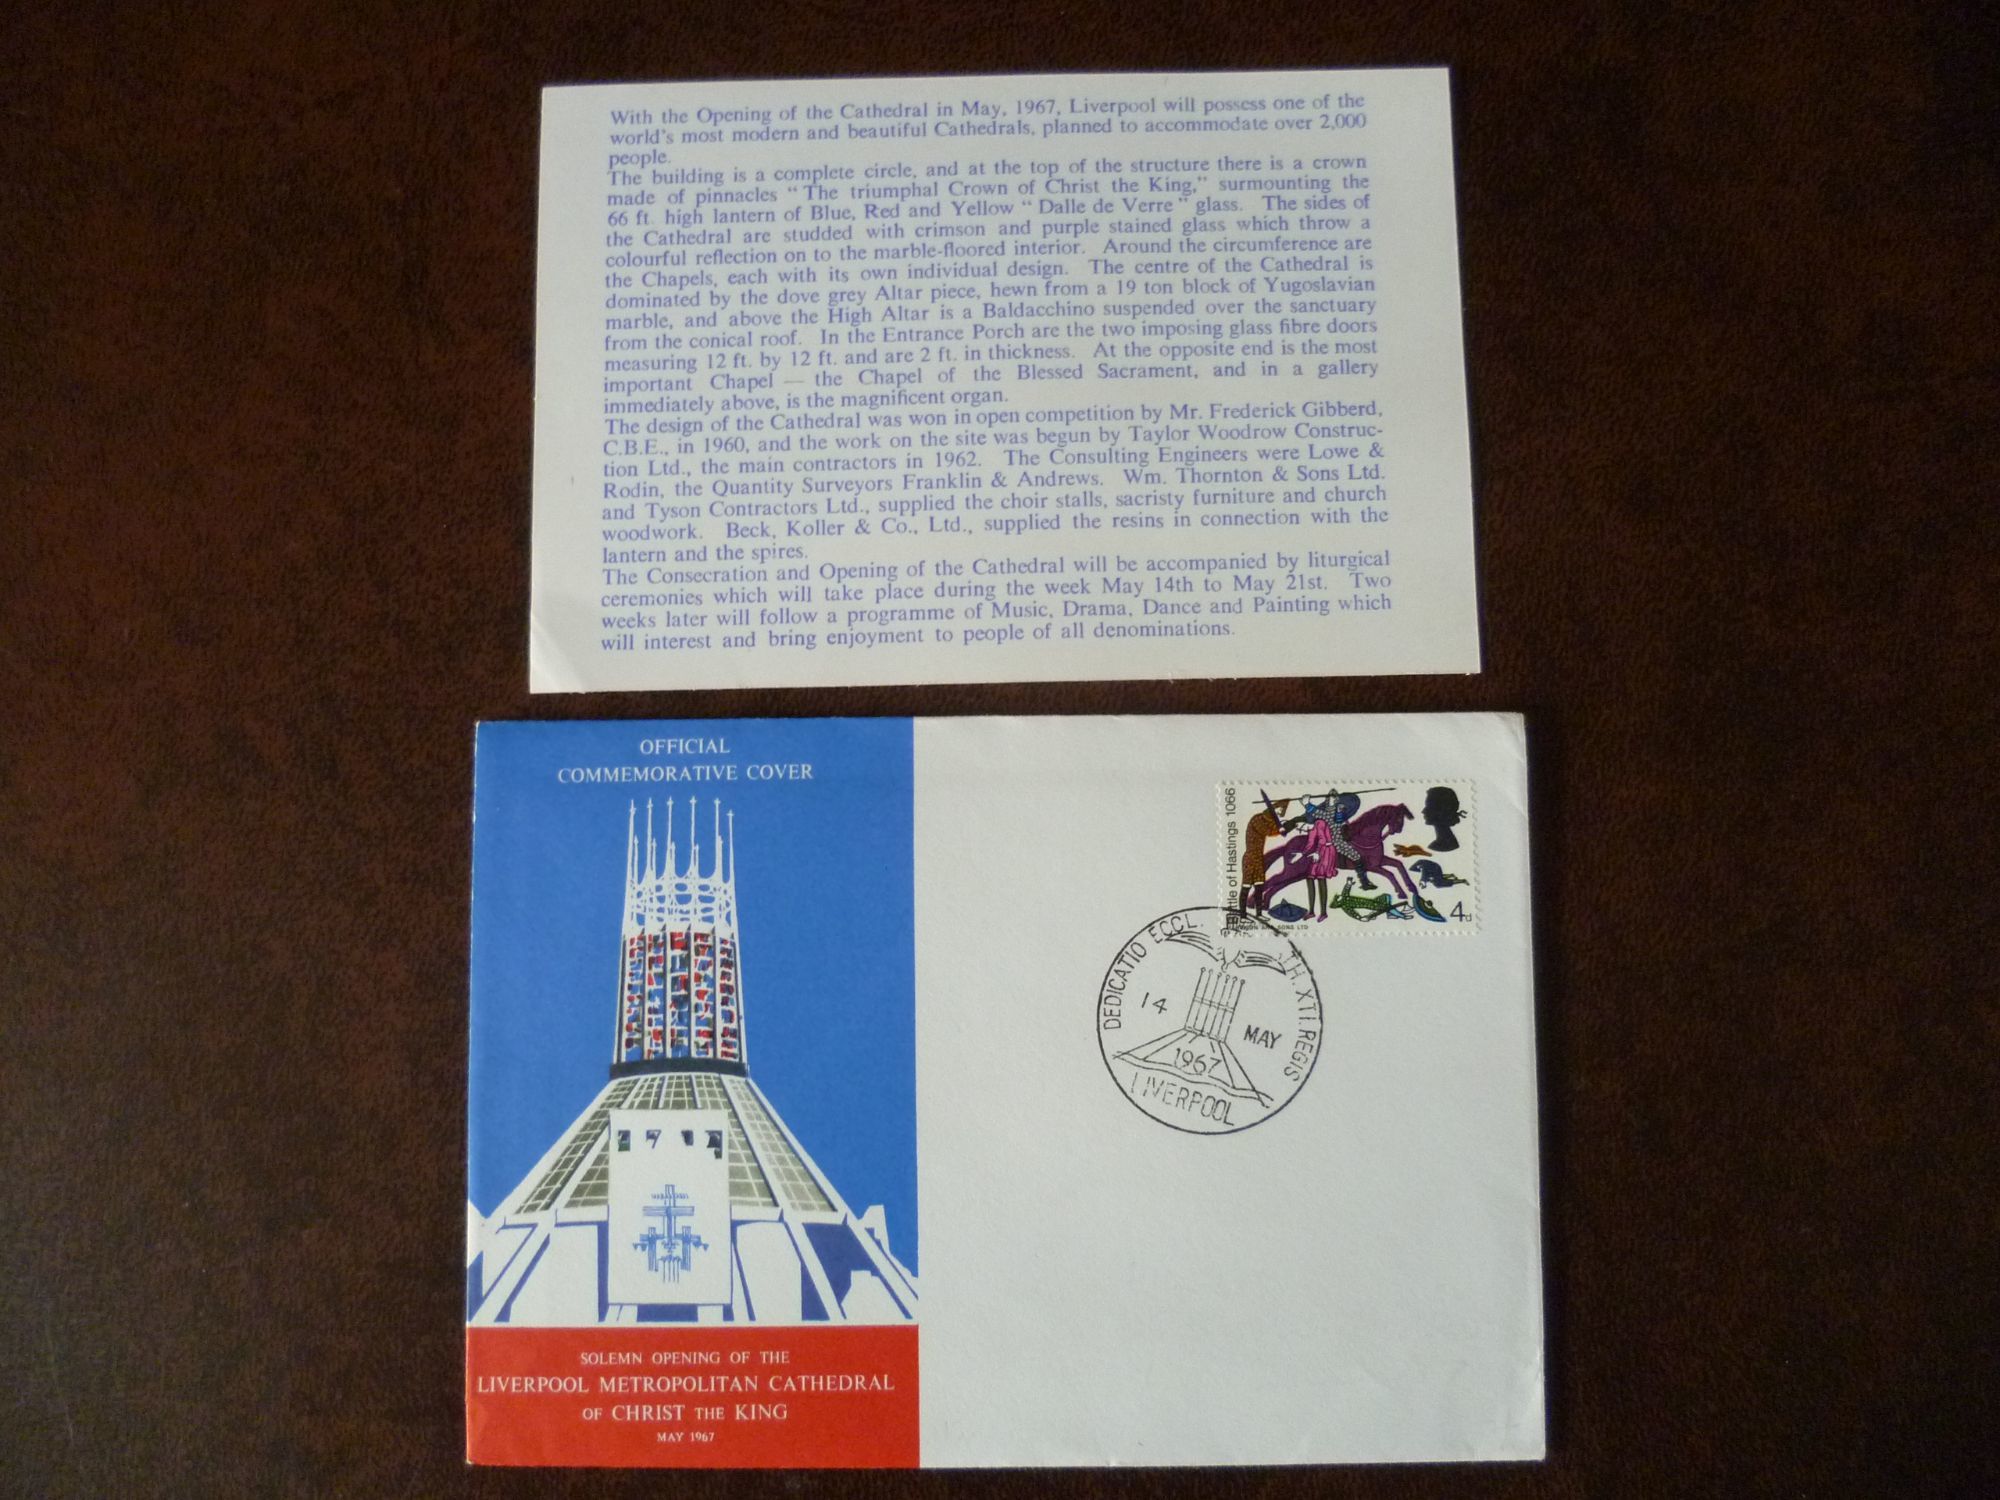 With the Opening of the Cathedral in May, 1967, Liverpool will possess one of the
world's most modern and beautiful Cathedrals, planned to accommodate over 2,000
people.
The building is a complete circle, and at the top of the structure there is a crown
made of pinnacles "The triumphal Crown of Christ the King," surmounting the
66 ft. high lantern of Blue, Red and Yellow "Dalle de Verre" glass. The sides of
the Cathedral are studded with crimson and purple stained glass which throw a
colourful reflection on to the marble-floored interior. Around the circumference are
the Chapels, each with its own individual design. The centre of the Cathedral is
dominated by the dove grey Altar piece, hewn from a 19 ton block of Yugoslavian
marble, and above the High Altar is a Baldacchino suspended over the sanctuary
from the conical roof. In the Entrance Porch are the two imposing glass fibre doors
measuring 12 ft. by 12 ft. and are 2 ft. in thickness. At the opposite end is the most
important Chapel — the Chapel of the Blessed Sacrament, and in a gallery
immediately above, is the magnificent organ.
The design of the Cathedral was won in open competition by Mr. Frederick Gibberd,
C.B.E., in 1960, and the work on the site was begun by Taylor Woodrow Construc-
tion Ltd., the main contractors in 1962. The Consulting Engineers were Lowe &
Rodin, the Quantity Surveyors Franklin & Andrews. Wm. Thornton & Sons Ltd.
and Tyson Contractors Ltd., supplied the choir stalls, sacristy furniture and church
woodwork. Beck, Koller & Co., Ltd., supplied the resins in connection with the
lantern and the spires.
The Consecration and Opening of the Cathedral will be accompanied by liturgical
ceremonies which will take place during the week May 14th to May 21st. Two
weeks later will follow a programme of Music, Drama, Dance and Painting which
will interest and bring enjoyment to people of all denominations.
OFFICIAL
COMMEMORATIVE COVER
SOLEMN OPENING OF THE
LIVERPOOL METROPOLITAN CATHEDRAL
OF CHRIST THE KING
MAY 1967
Battle of Hastings 1066
4d
AND SONS LTD
DEDICATIO ECCL. TH. XTI. REGIS
14 MAY
1967
LIVERPOOL